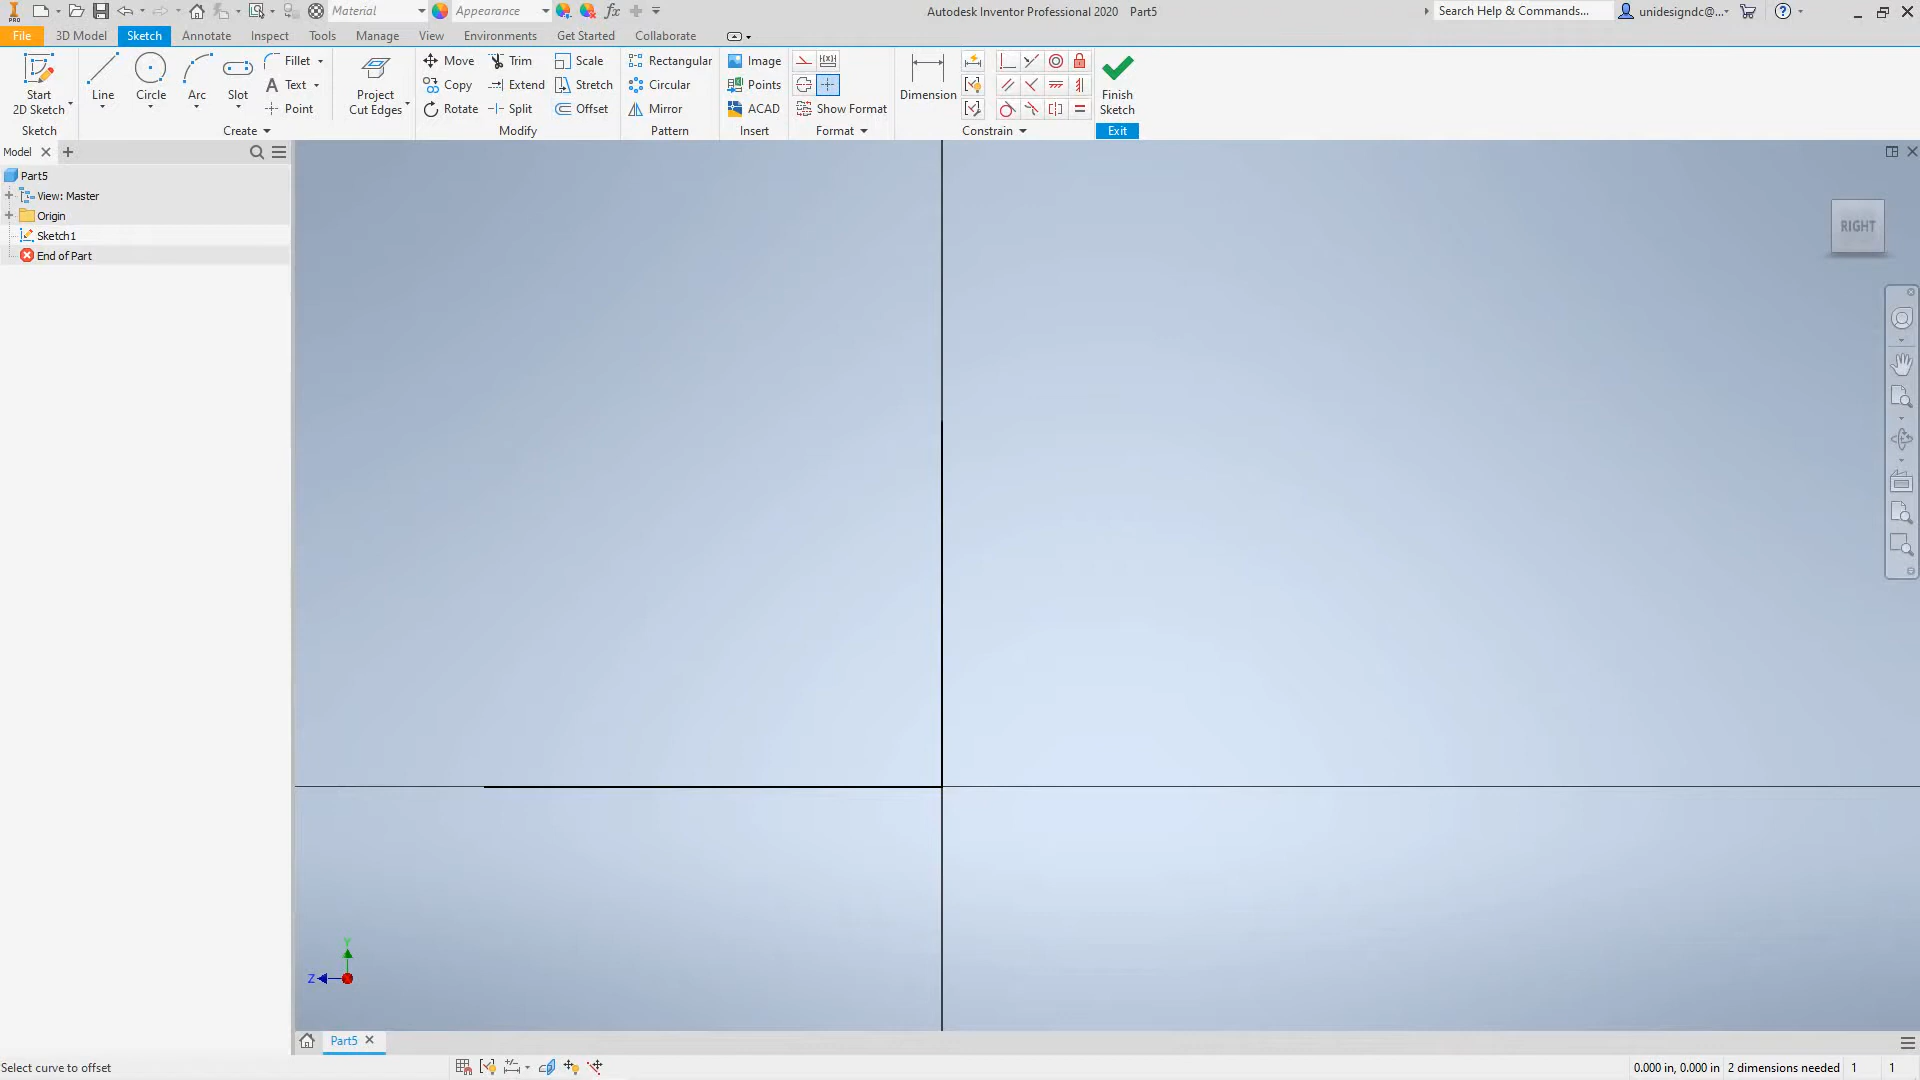 Material Appearance Autodesk Inventor Professional 2020 Part5 Search Help & Commands... unidesigndc@...
File 3D Model Sketch Annotate Inspect Tools Manage View Environments Get Started Collaborate
Start 2D Sketch
Line
Circle
Arc
Slot
Fillet
Text
Point
Project Cut Edges
Move Trim Scale
Copy Extend Stretch
Rotate Split Offset
Rectangular
Circular
Mirror
Image
Points
ACAD
Show Format
Dimension
Finish Sketch
Sketch Create Modify Pattern Insert Format Constrain Exit
Model
Part5
View: Master
Origin
Sketch1
End of Part
RIGHT
Y
Z
Part5
Select curve to offset 0.000 in, 0.000 in 2 dimensions needed 1 1